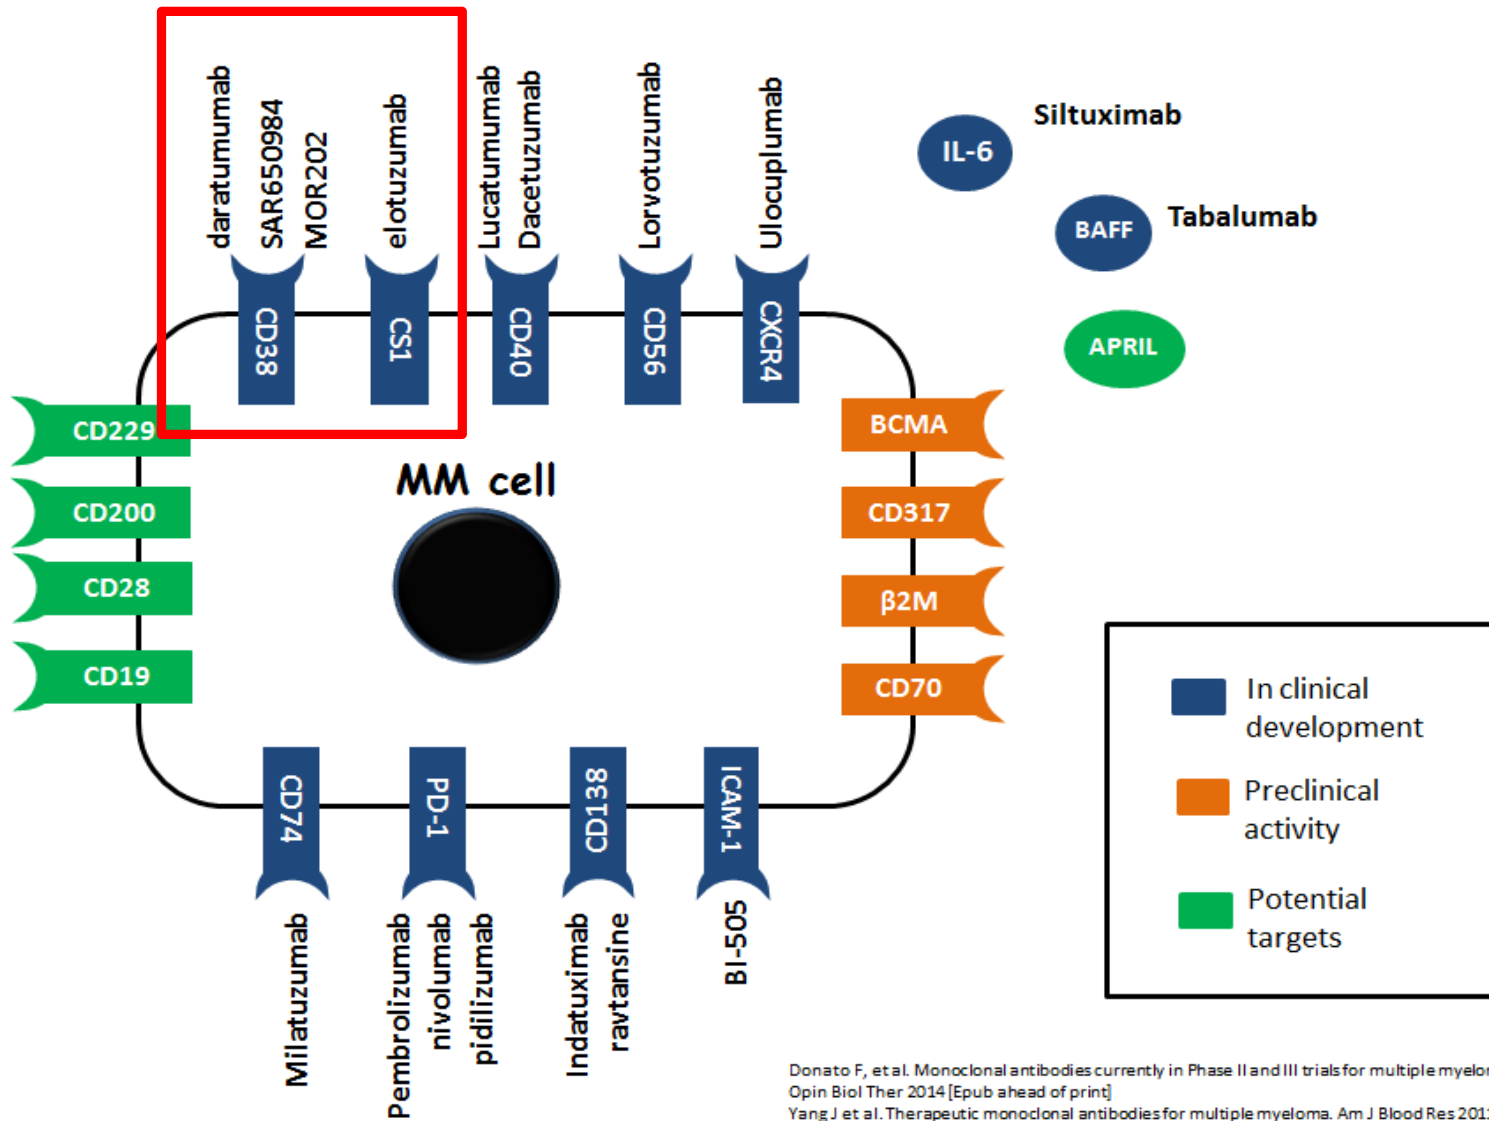 daratumumab
SAR650984
MOR202
elotuzumab
Lucatumumab
Dacetuzumab
Lorvotuzumab
Ulocuplumab
IL-6
Siltuximab
BAFF
Tabalumab
APRIL
CD38
CS1
CD40
CD56
CXCR4
CD229
CD200
CD28
CD19
MM cell
BCMA
CD317
β2M
CD70
CD74
PD-1
CD138
ICAM-1
Milatuzumab
Pembrolizumab
nivolumab
pidilizumab
Indatuximab
ravtansine
BI-505
In clinical
development
Preclinical
activity
Potential
targets
Donato F, et al. Monoclonal antibodies currently in Phase II and III trials for multiple
Opin Biol Ther 2014 [Epub ahead of print]
Yang J et al. Therapeutic monoclonal antibodies for multiple myeloma. Am J Blood Res